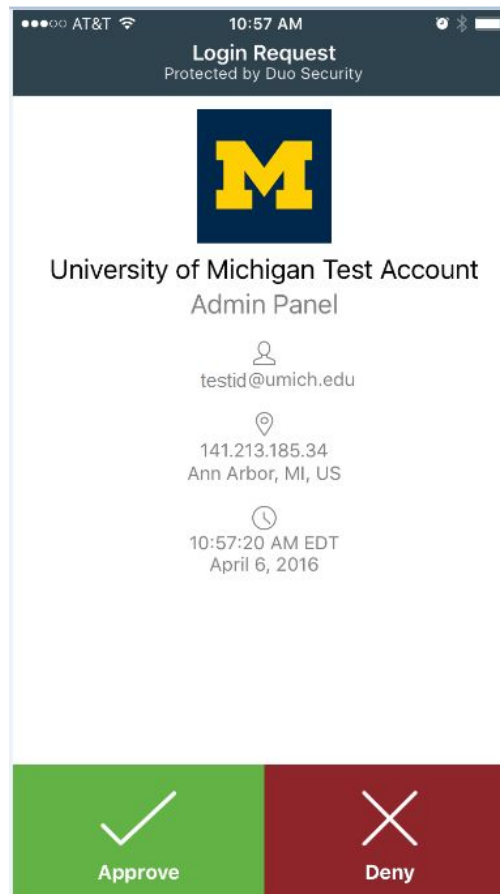 AT&T 10:57 AM
Login Request
Protected by Duo Security
M
University of Michigan Test Account
Admin Panel
testid@umich.edu
141.213.185.34
Ann Arbor, MI, US
10:57:20 AM EDT
April 6, 2016
Approve Deny